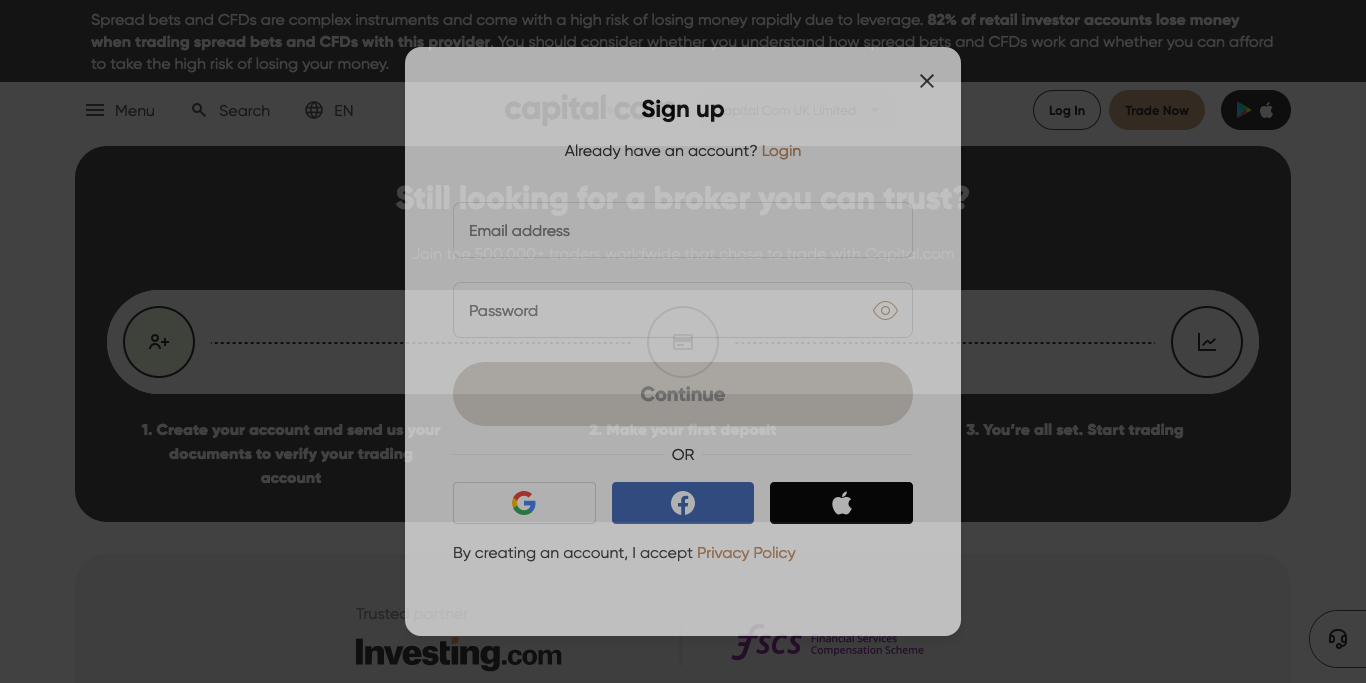 Spread bets and CFDs are complex instruments and come with a high risk of losing money rapidly due to leverage. 82% of retail investor accounts lose money
when trading spread bets and CFDs with this provider. You should consider whether you understand how spread bets and CFDs work and whether you can afford
to take the high risk of losing your money.
Menu
Search
EN
capital.co
Capital Com UK Limited
Log In
Trade Now
Sign up
Already have an account? Login
Still looking for a broker you can trust?
Email address
Join the 500,000+ traders worldwide that chose to trade with Capital.com
Password
Continue
1. Create your account and send us your
documents to verify your trading
account
2. Make your first deposit
3. You’re all set. Start trading
OR
By creating an account, I accept Privacy Policy
Trusted partner
Investing.com
fscs
Financial Services
Compensation Scheme